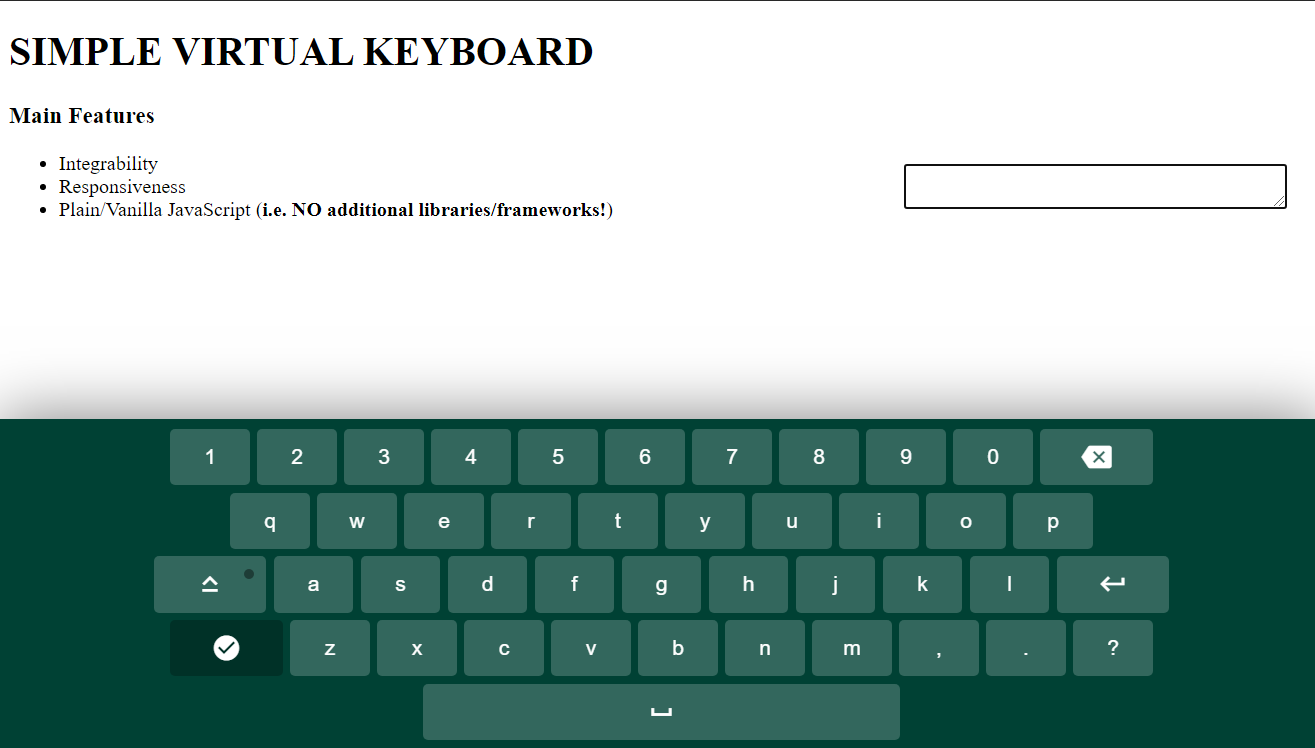 SIMPLE VIRTUAL KEYBOARD
Main Features
Integrability
Responsiveness
Plain/Vanilla JavaScript (i.e. NO additional libraries/frameworks!)
1 2 3 4 5 6 7 8 9 0
q w e r t y u i o p
a s d f g h j k l
z x c v b n m , . ?